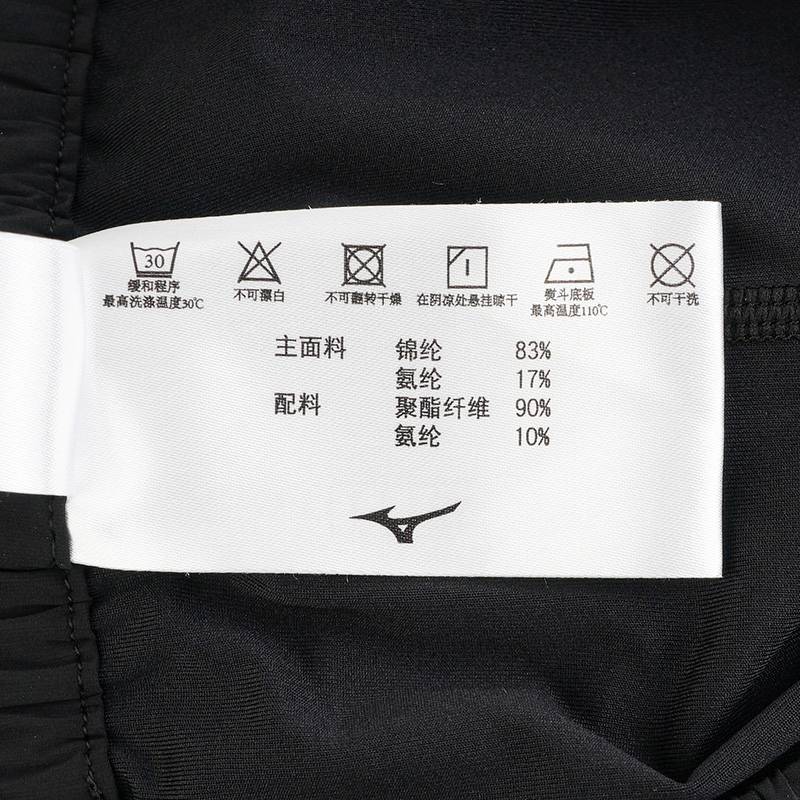 30
缓和程序
最高洗涤温度30℃
不可漂白
不可翻转干燥
在阴凉处悬挂晾干
熨斗底板
最高温度110℃
不可干洗
主面料 锦纶 83%
氨纶 17%
配料 聚酯纤维 90%
氨纶 10%